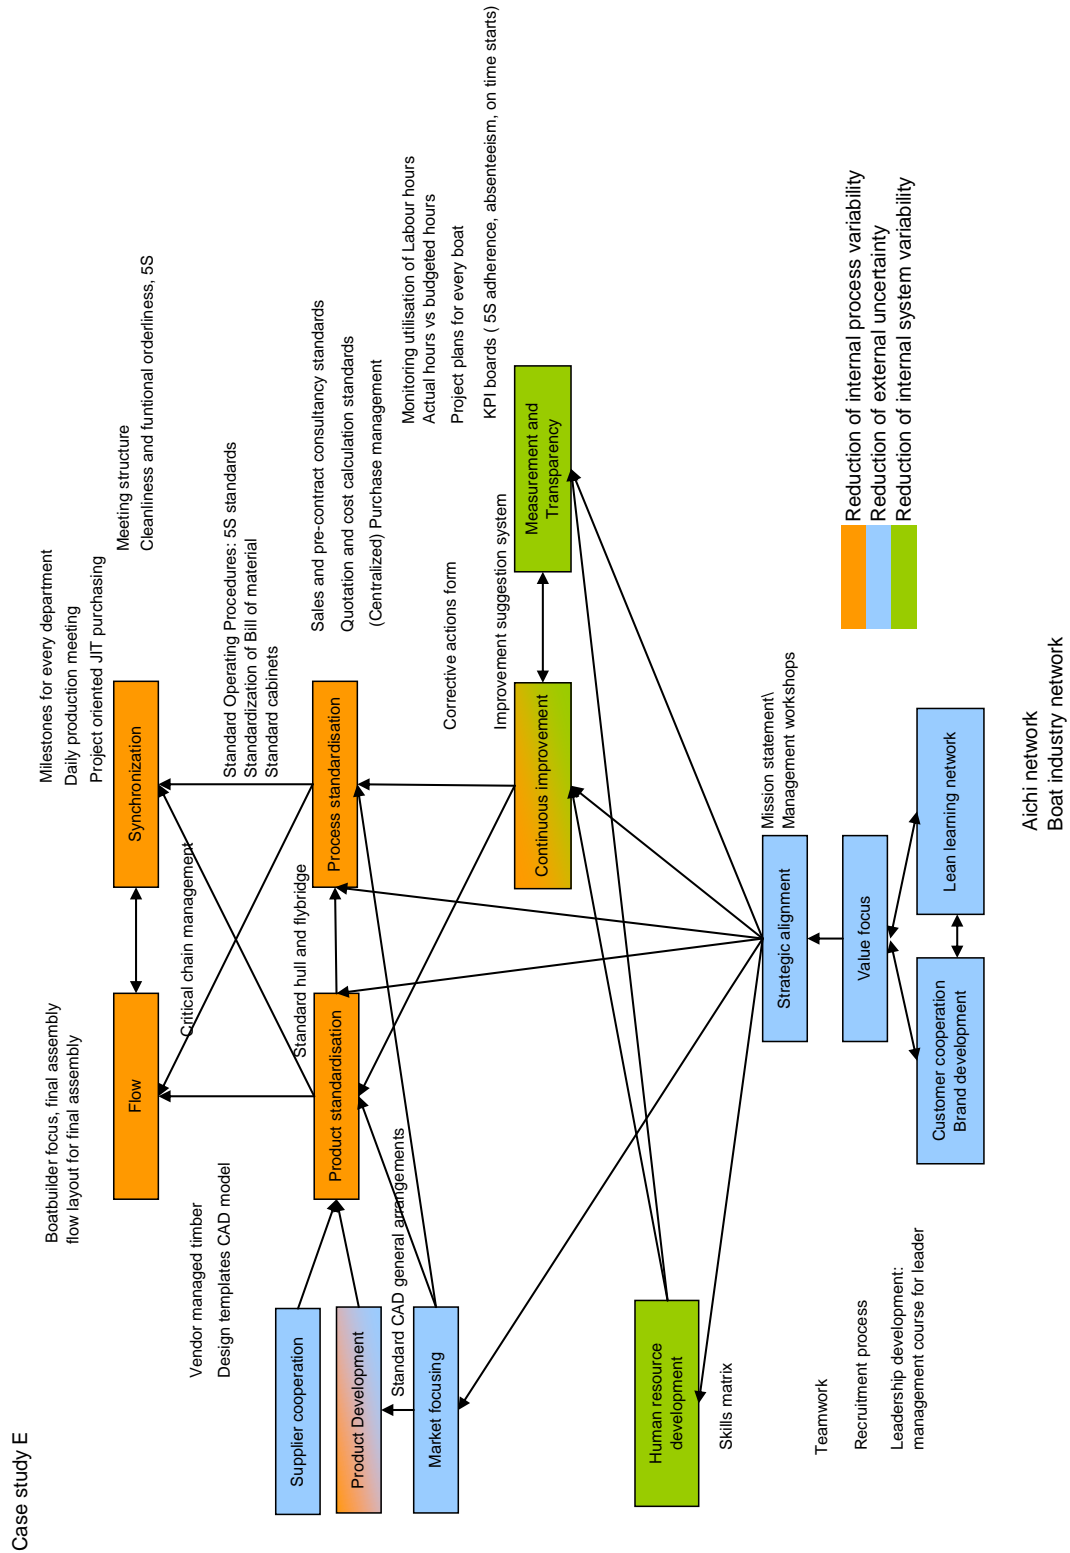 Case study E
Boatbuilder focus, final assembly
flow layout for final assembly
Milestones for every department
Daily production meeting
Project oriented JIT purchasing
Meeting structure
Cleanliness and funtional orderliness, 5S
Flow
Synchronization
Critical chain management
Vendor managed timber
Design templates CAD model
Standard Operating Procedures: 5S standards
Standardization of Bill of material
Standard cabinets
Supplier cooperation
Product Development
Market focusing
Standard CAD general arrangements
Product standardisation
Standard hull and flybridge
Process standardisation
Sales and pre-contract consultancy standards
Quotation and cost calculation standards
(Centralized) Purchase management
Monitoring utilisation of Labour hours
Actual hours vs budgeted hours
Project plans for every boat
KPI boards ( 5S adherence, absenteeism, on time starts)
Corrective actions form
Improvement suggestion system
Continuous improvement
Measurement and
Transparency
Human resource
development
Skills matrix
Teamwork
Recruitment process
Leadership development:
management course for leader
Mission statement\
Management workshops
Strategic alignment
Value focus
Customer cooperation
Brand development
Lean learning network
Reduction of internal process variability
Reduction of external uncertainty
Reduction of internal system variability
Aichi network
Boat industry network